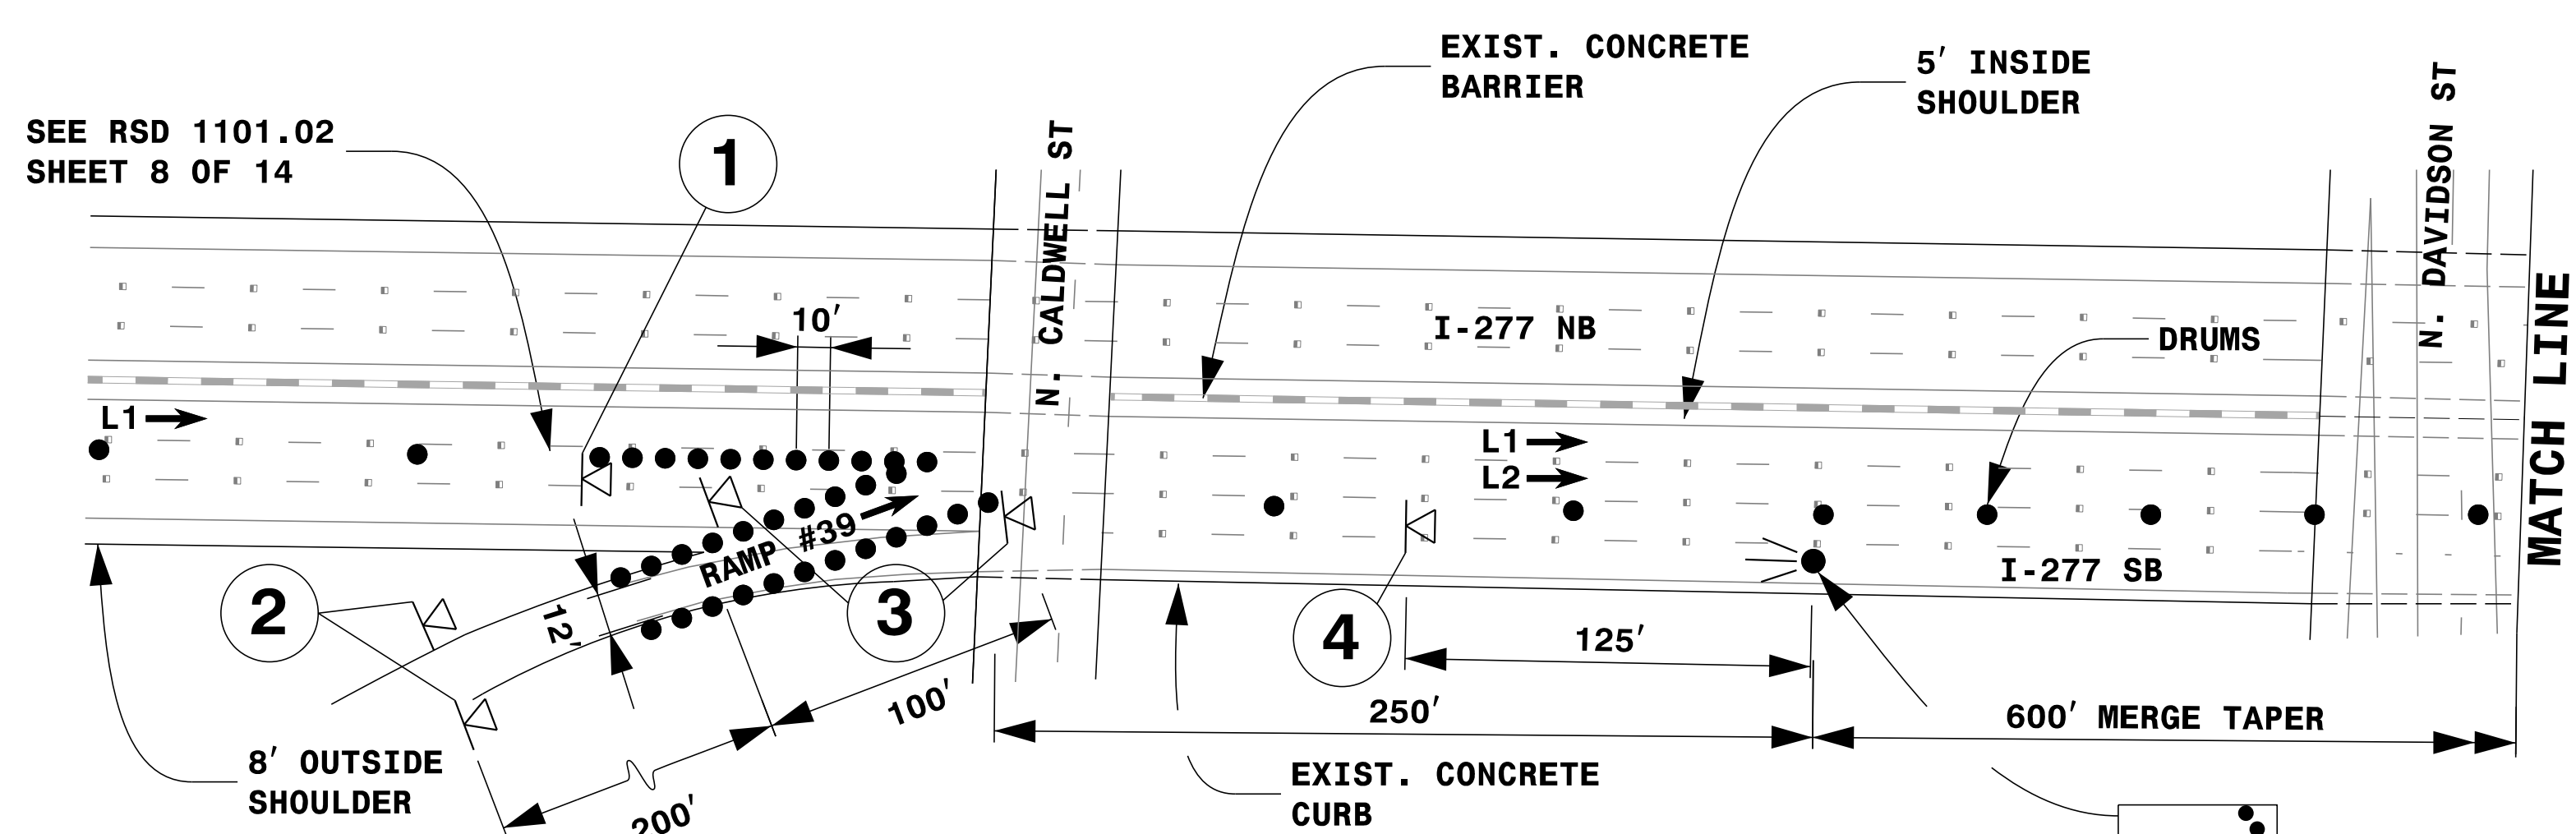 EXIST. CONCRETE
BARRIER
5' INSIDE
SHOULDER
N. DAVIDSON ST
SEE RSD 1101.02
SHEET 8 OF 14
1
N. CALDWELL ST
10'
I-277 NB
DRUMS
MATCH LINE
L1
L1
L2
RAMP #39
I-277 SB
2
12'
3
4
125'
100'
250'
600' MERGE TAPER
8' OUTSIDE
SHOULDER
200'
EXIST. CONCRETE
CURB